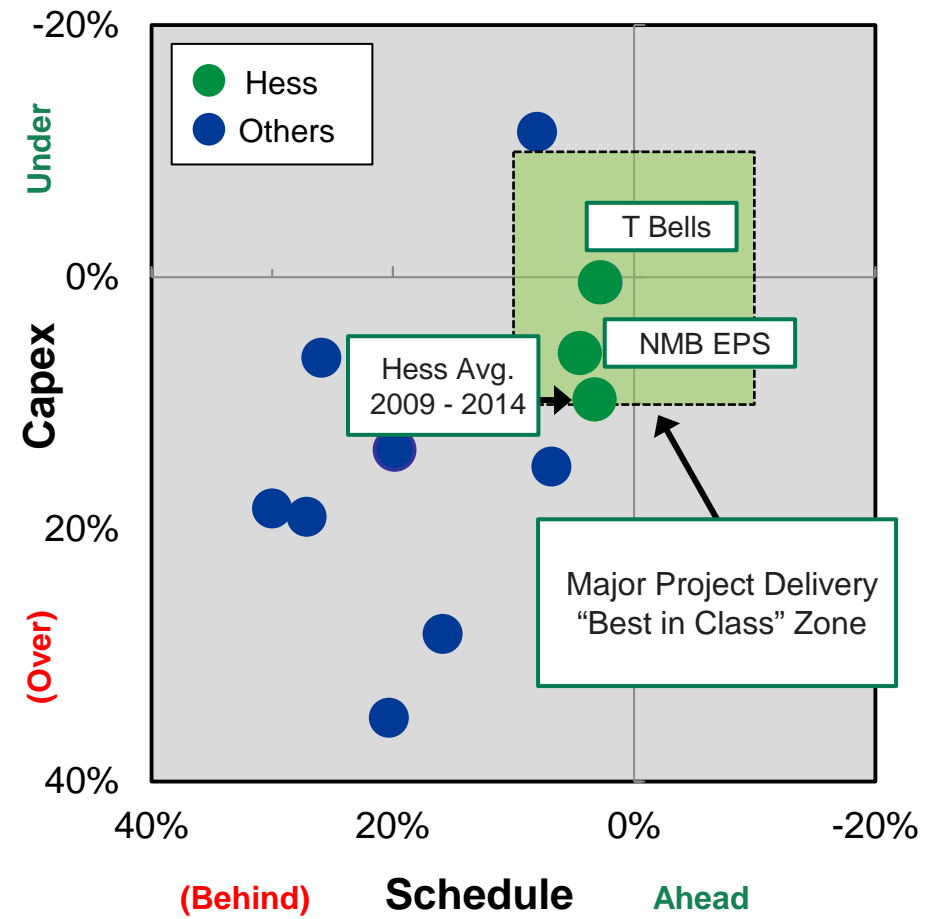 -20%
Hess
Others
Under
T Bells
0%
NMB EPS
Hess Avg.
2009 - 2014
Capex
20%
Major Project Delivery
“Best in Class” Zone
(Over)
40%
40%
20%
0%
-20%
(Behind)
Schedule
Ahead